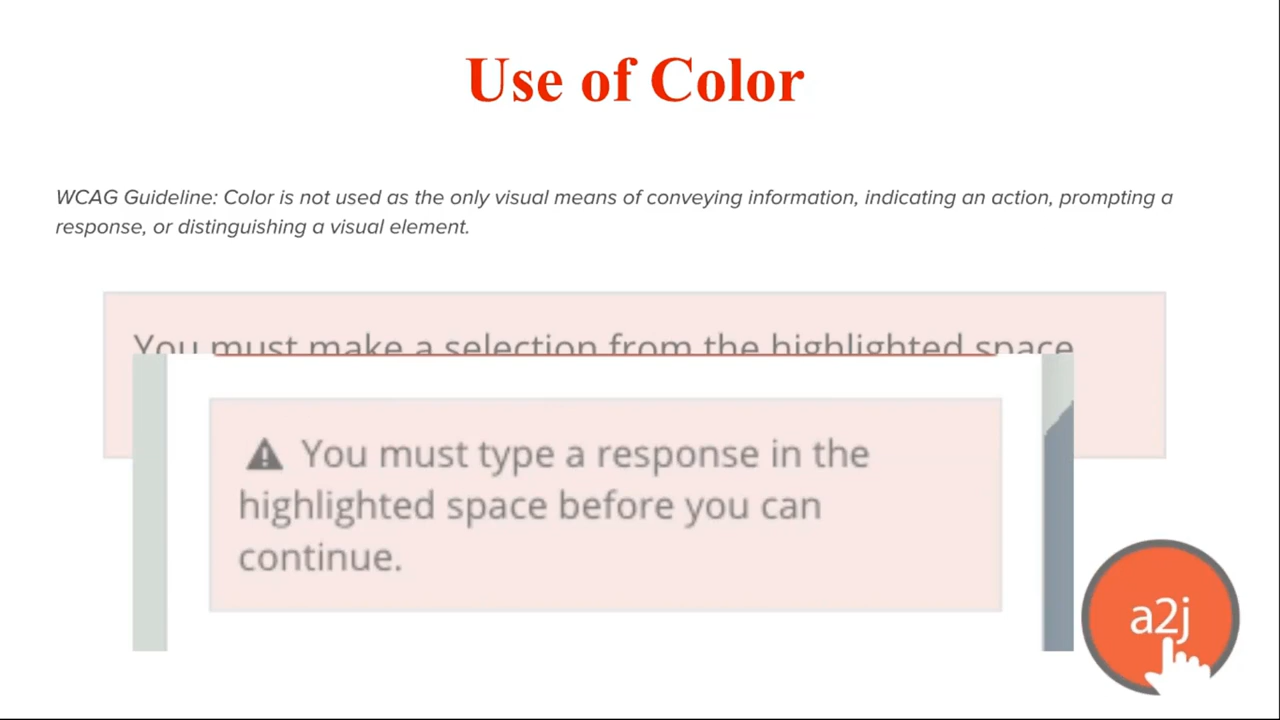 Use of Color
WCAG Guideline: Color is not used as the only visual means of conveying information, indicating an action, prompting a
response, or distinguishing a visual element.
You must make a selection from the highlighted space
You must type a response in the
highlighted space before you can
continue.
a2j